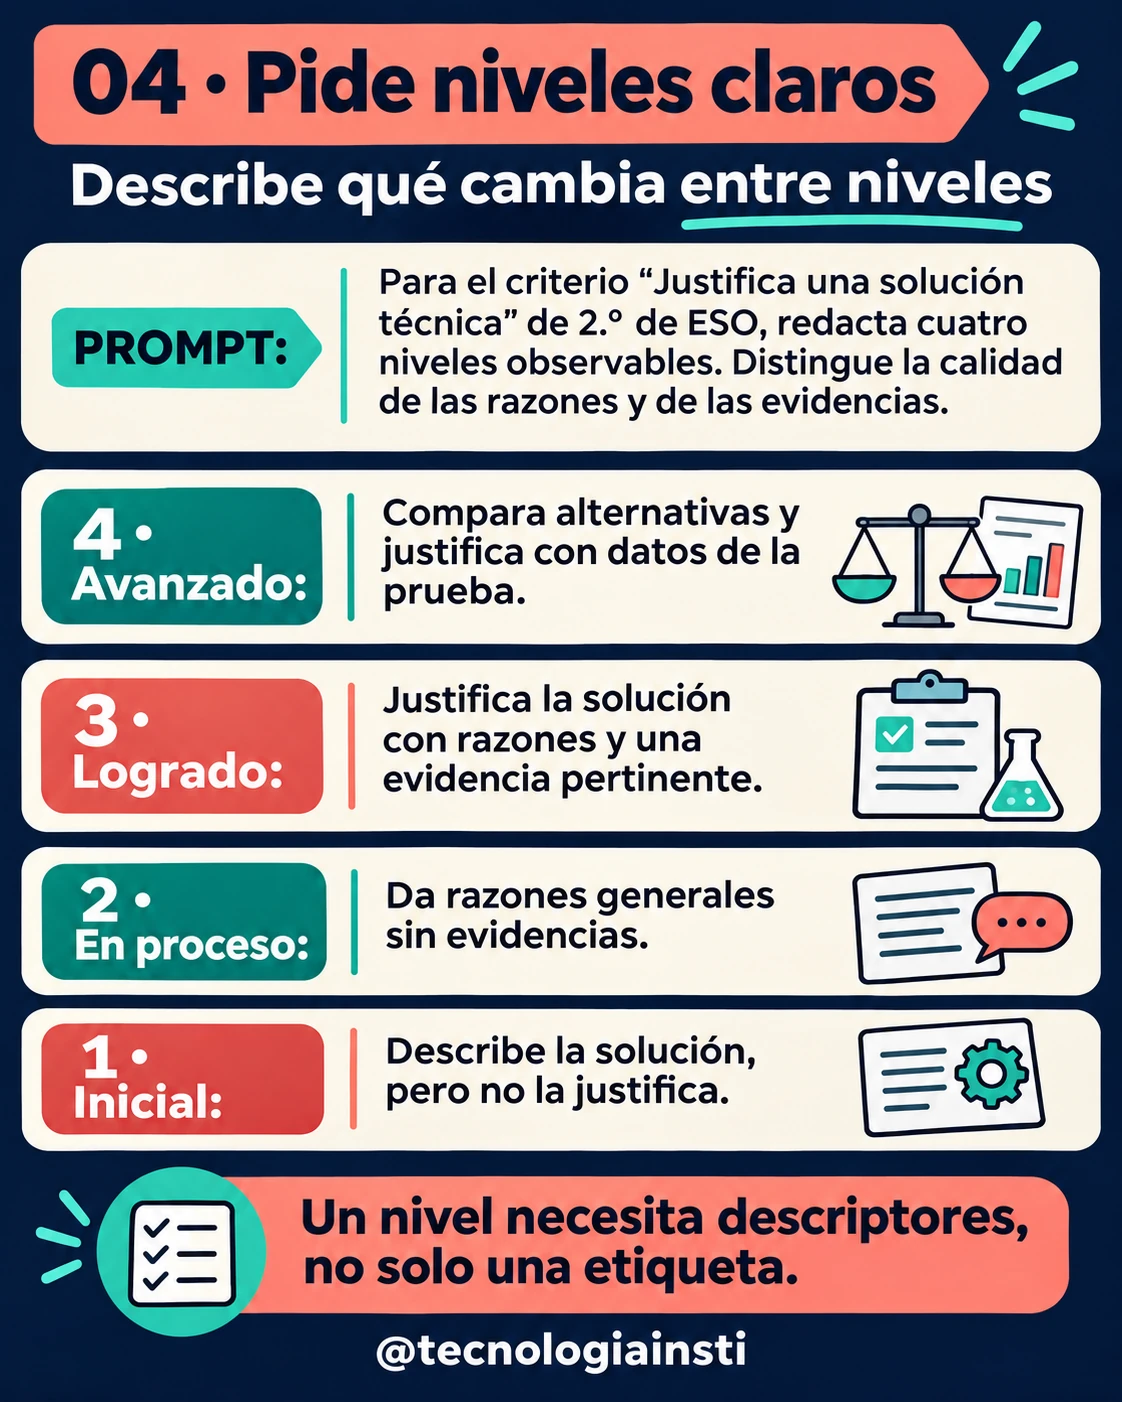 04 · Pide niveles claros
Describe qué cambia entre niveles
PROMPT:
Para el criterio “Justifica una solución
técnica” de 2.º de ESO, redacta cuatro
niveles observables. Distingue la calidad
de las razones y de las evidencias.
4 ·
Avanzado:
Compara alternativas y
justifica con datos de la
prueba.
3 ·
Logrado:
Justifica la solución
con razones y una
evidencia pertinente.
2 ·
En proceso:
Da razones generales
sin evidencias.
1 ·
Inicial:
Describe la solución,
pero no la justifica.
Un nivel necesita descriptores,
no solo una etiqueta.
@tecnologiainsti